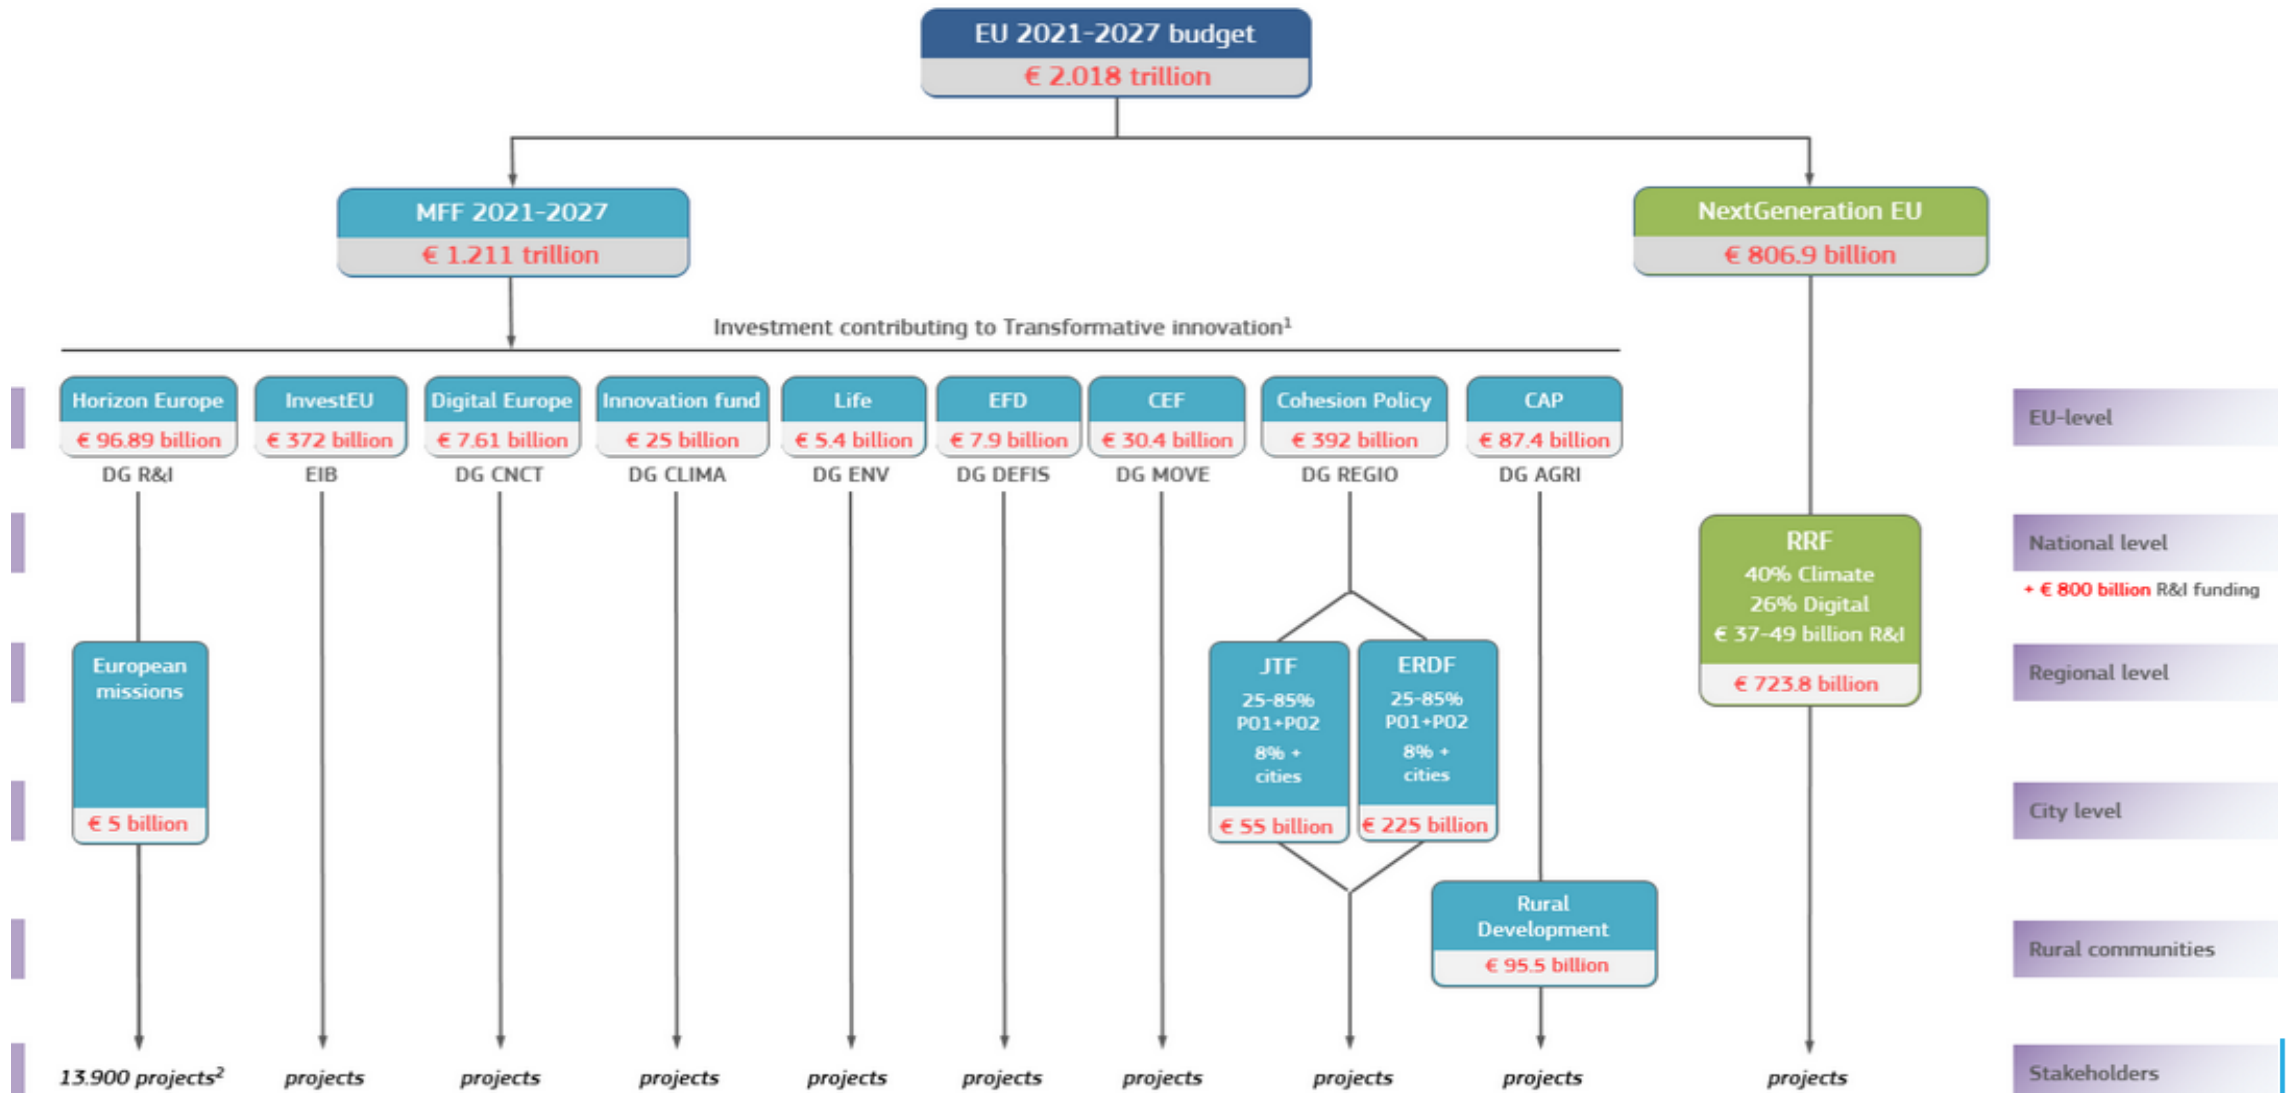 EU 2021-2027 budget
€ 2.018 trillion
MFF 2021-2027
€ 1.211 trillion
NextGeneration EU
€ 806.9 billion
Investment contributing to Transformative innovation¹
Horizon Europe
€ 96.89 billion
DG R&I
InvestEU
€ 372 billion
EIB
Digital Europe
€ 7.61 billion
DG CNCT
Innovation fund
€ 25 billion
DG CLIMA
Life
€ 5.4 billion
DG ENV
EFD
€ 7.9 billion
DG DEFIS
CEF
€ 30.4 billion
DG MOVE
Cohesion Policy
€ 392 billion
DG REGIO
CAP
€ 87.4 billion
DG AGRI
EU-level
RRF
40% Climate
26% Digital
€ 37-49 billion R&I
€ 723.8 billion
National level
+ € 800 billion R&I funding
European
missions
€ 5 billion
JTF
25-85%
PO1+PO2
8% +
cities
€ 55 billion
ERDF
25-85%
PO1+PO2
8% +
cities
€ 225 billion
Regional level
City level
Rural
Development
€ 95.5 billion
Rural communities
13.900 projects²
projects
projects
projects
projects
projects
projects
projects
projects
projects
Stakeholders